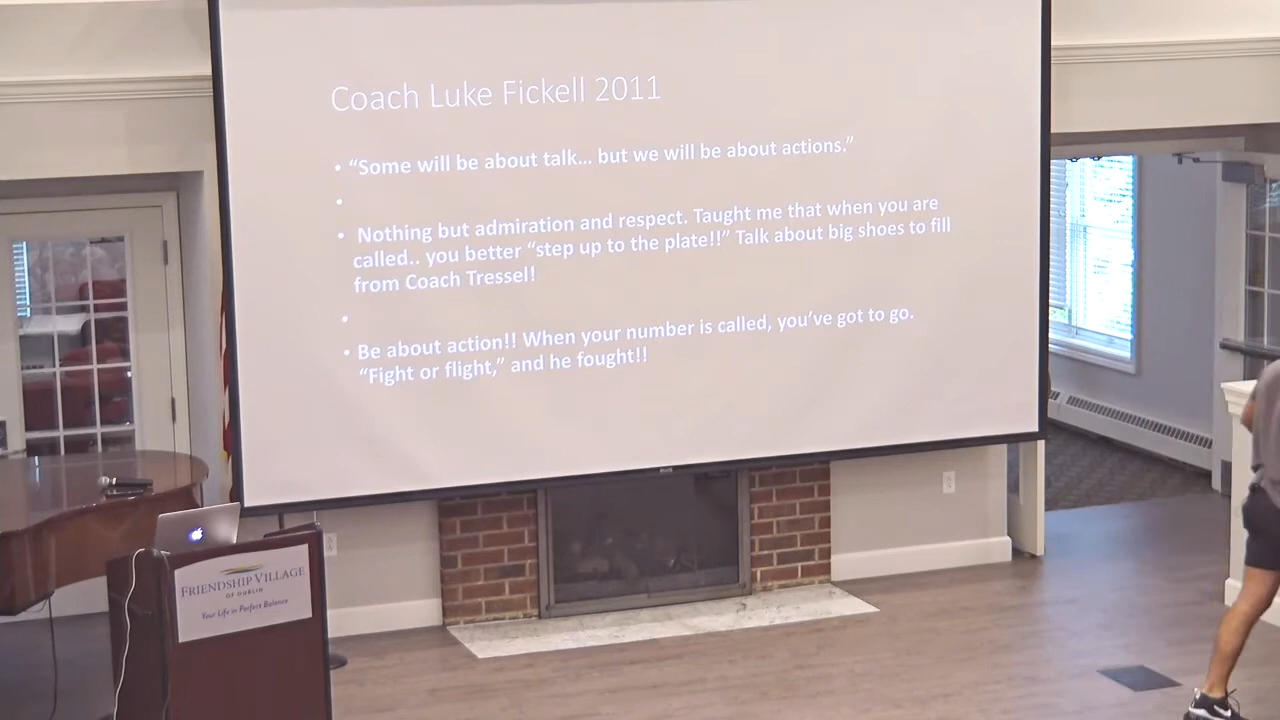 Coach Luke Fickell 2011
• “Some will be about talk... but we will be about actions.”
•
• Nothing but admiration and respect. Taught me that when you are
called.. you better “step up to the plate!!” Talk about big shoes to fill
from Coach Tressel!
•
• Be about action!! When your number is called, you’ve got to go.
“Fight or flight,” and he fought!!
FRIENDSHIP VILLAGE
OF DUBLIN
Your Life in Perfect Balance